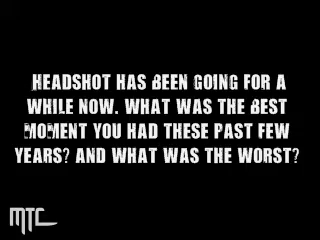 HEADSHOT HAS BEEN GOING FOR A
WHILE NOW. WHAT WAS THE BEST
MOMENT YOU HAD THESE PAST FEW
YEARS? AND WHAT WAS THE WORST?
MTC